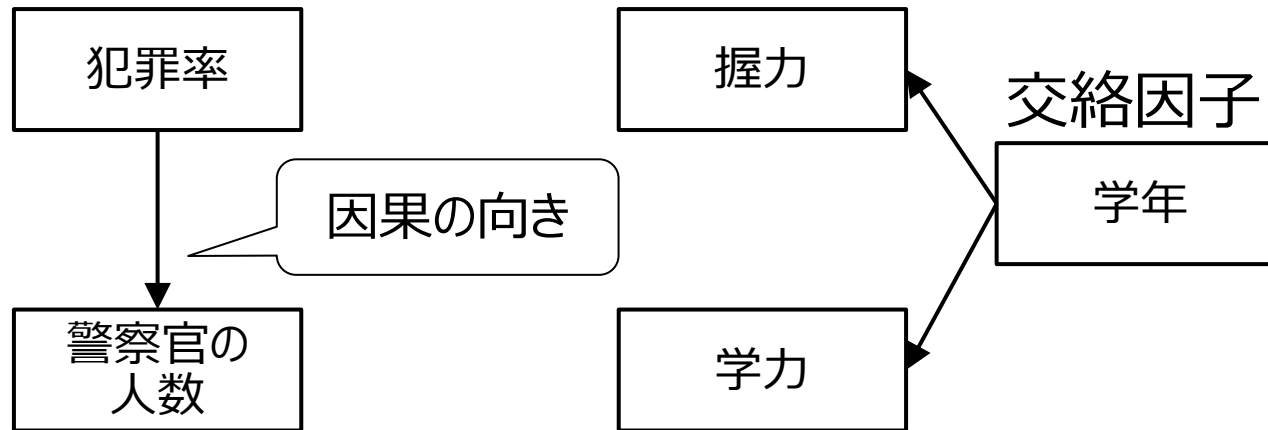 犯罪率
因果の向き
警察官の
人数
握力
交絡因子
学年
学力